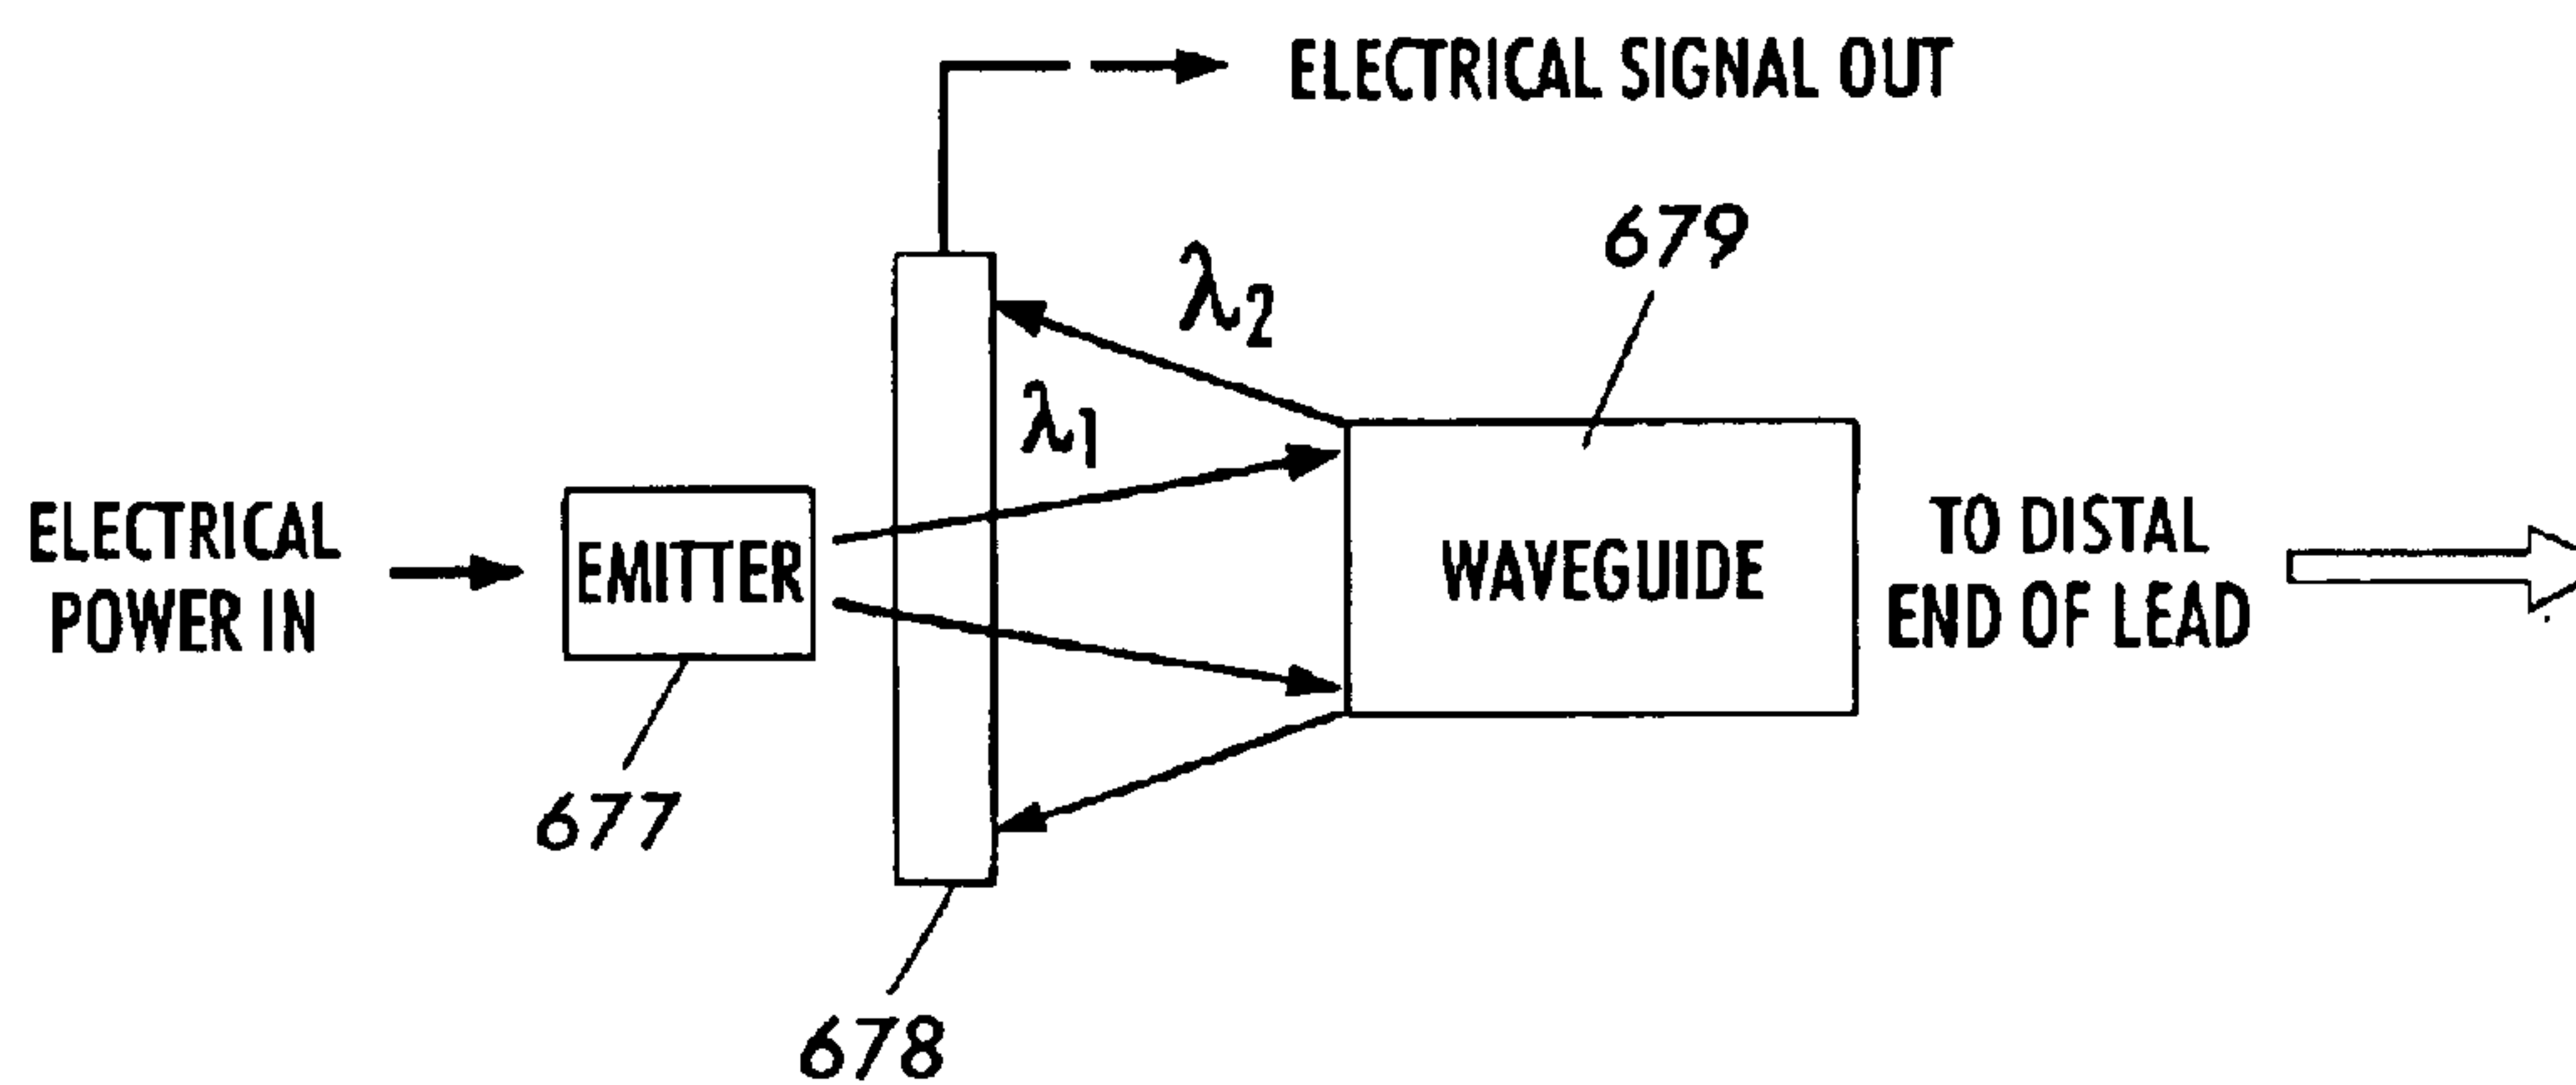 ELECTRICAL SIGNAL OUT
679
λ2
λ1
ELECTRICAL
POWER IN
EMITTER
WAVEGUIDE
TO DISTAL
END OF LEAD
677
678